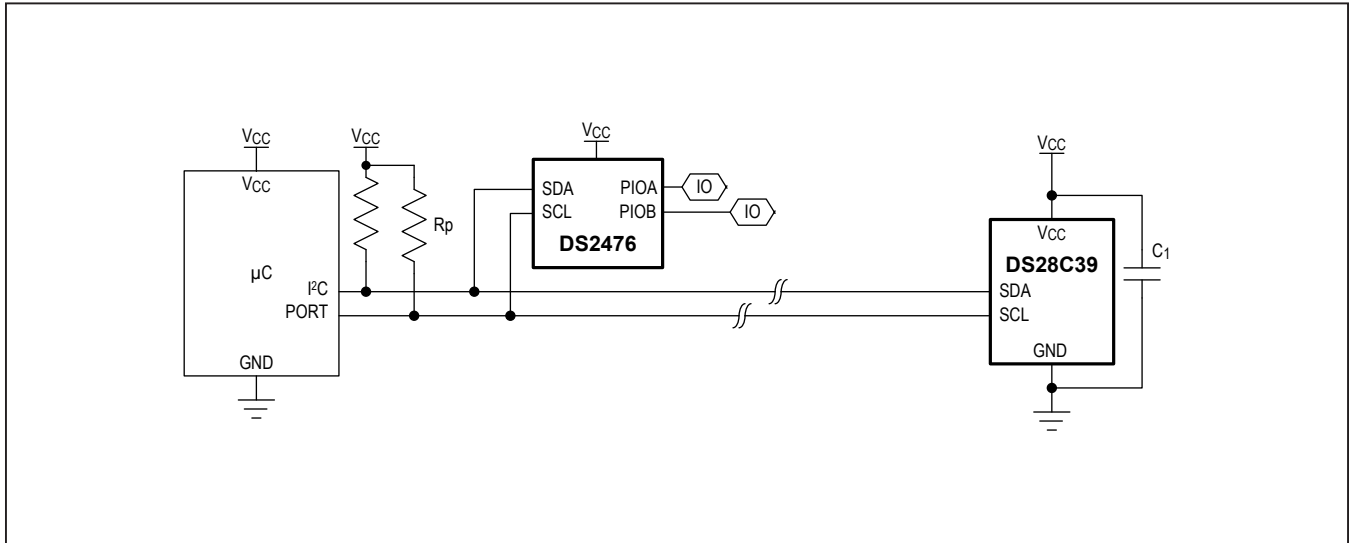 VCC
VCC
µC
I²C
PORT
GND
VCC
Rp
VCC
SDA
SCL
PIOA
PIOB
DS2476
IO
IO
VCC
VCC
DS28C39
SDA
SCL
GND
C1